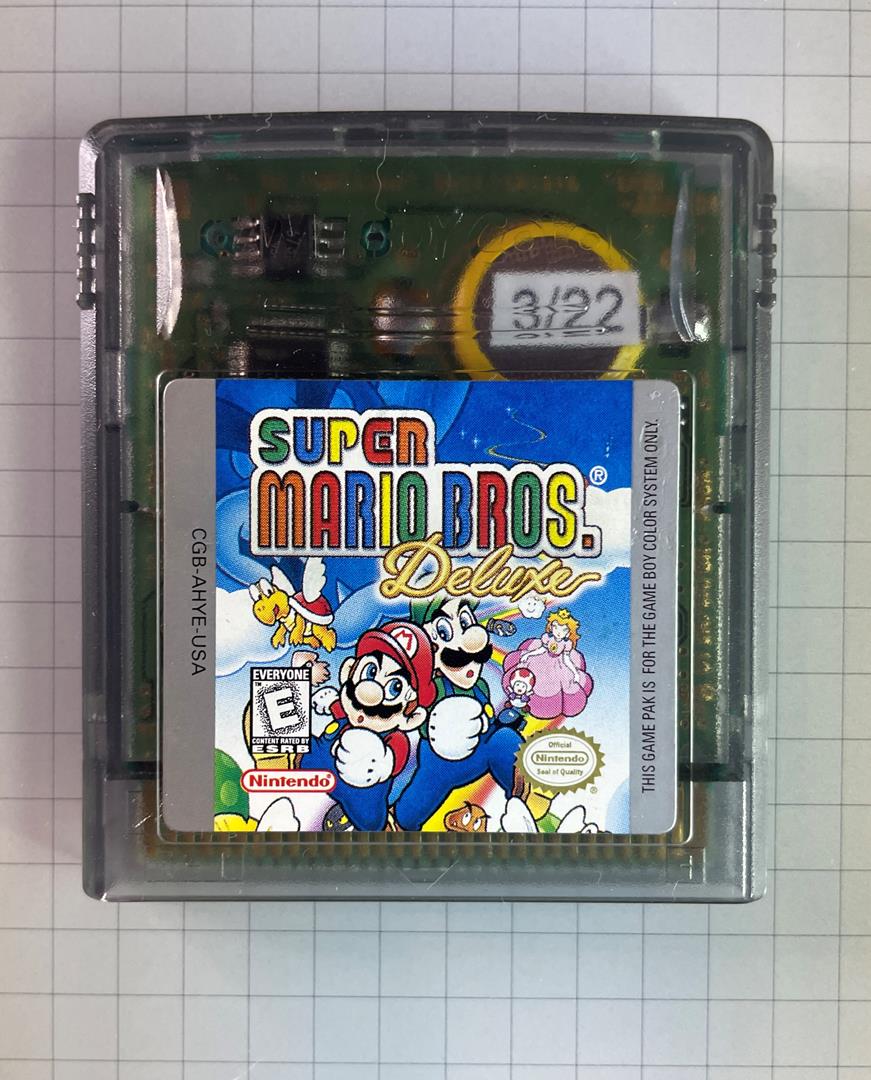 3/22
SUPER
MARIO BROS.®
Deluxe
CGB-AHYE-USA
THIS GAME PAK IS FOR THE GAME BOY COLOR SYSTEM ONLY.
M
EVERYONE
TM
E
CONTENT RATED BY
ESRB
Nintendo®
Official
Nintendo
Seal of Quality
®